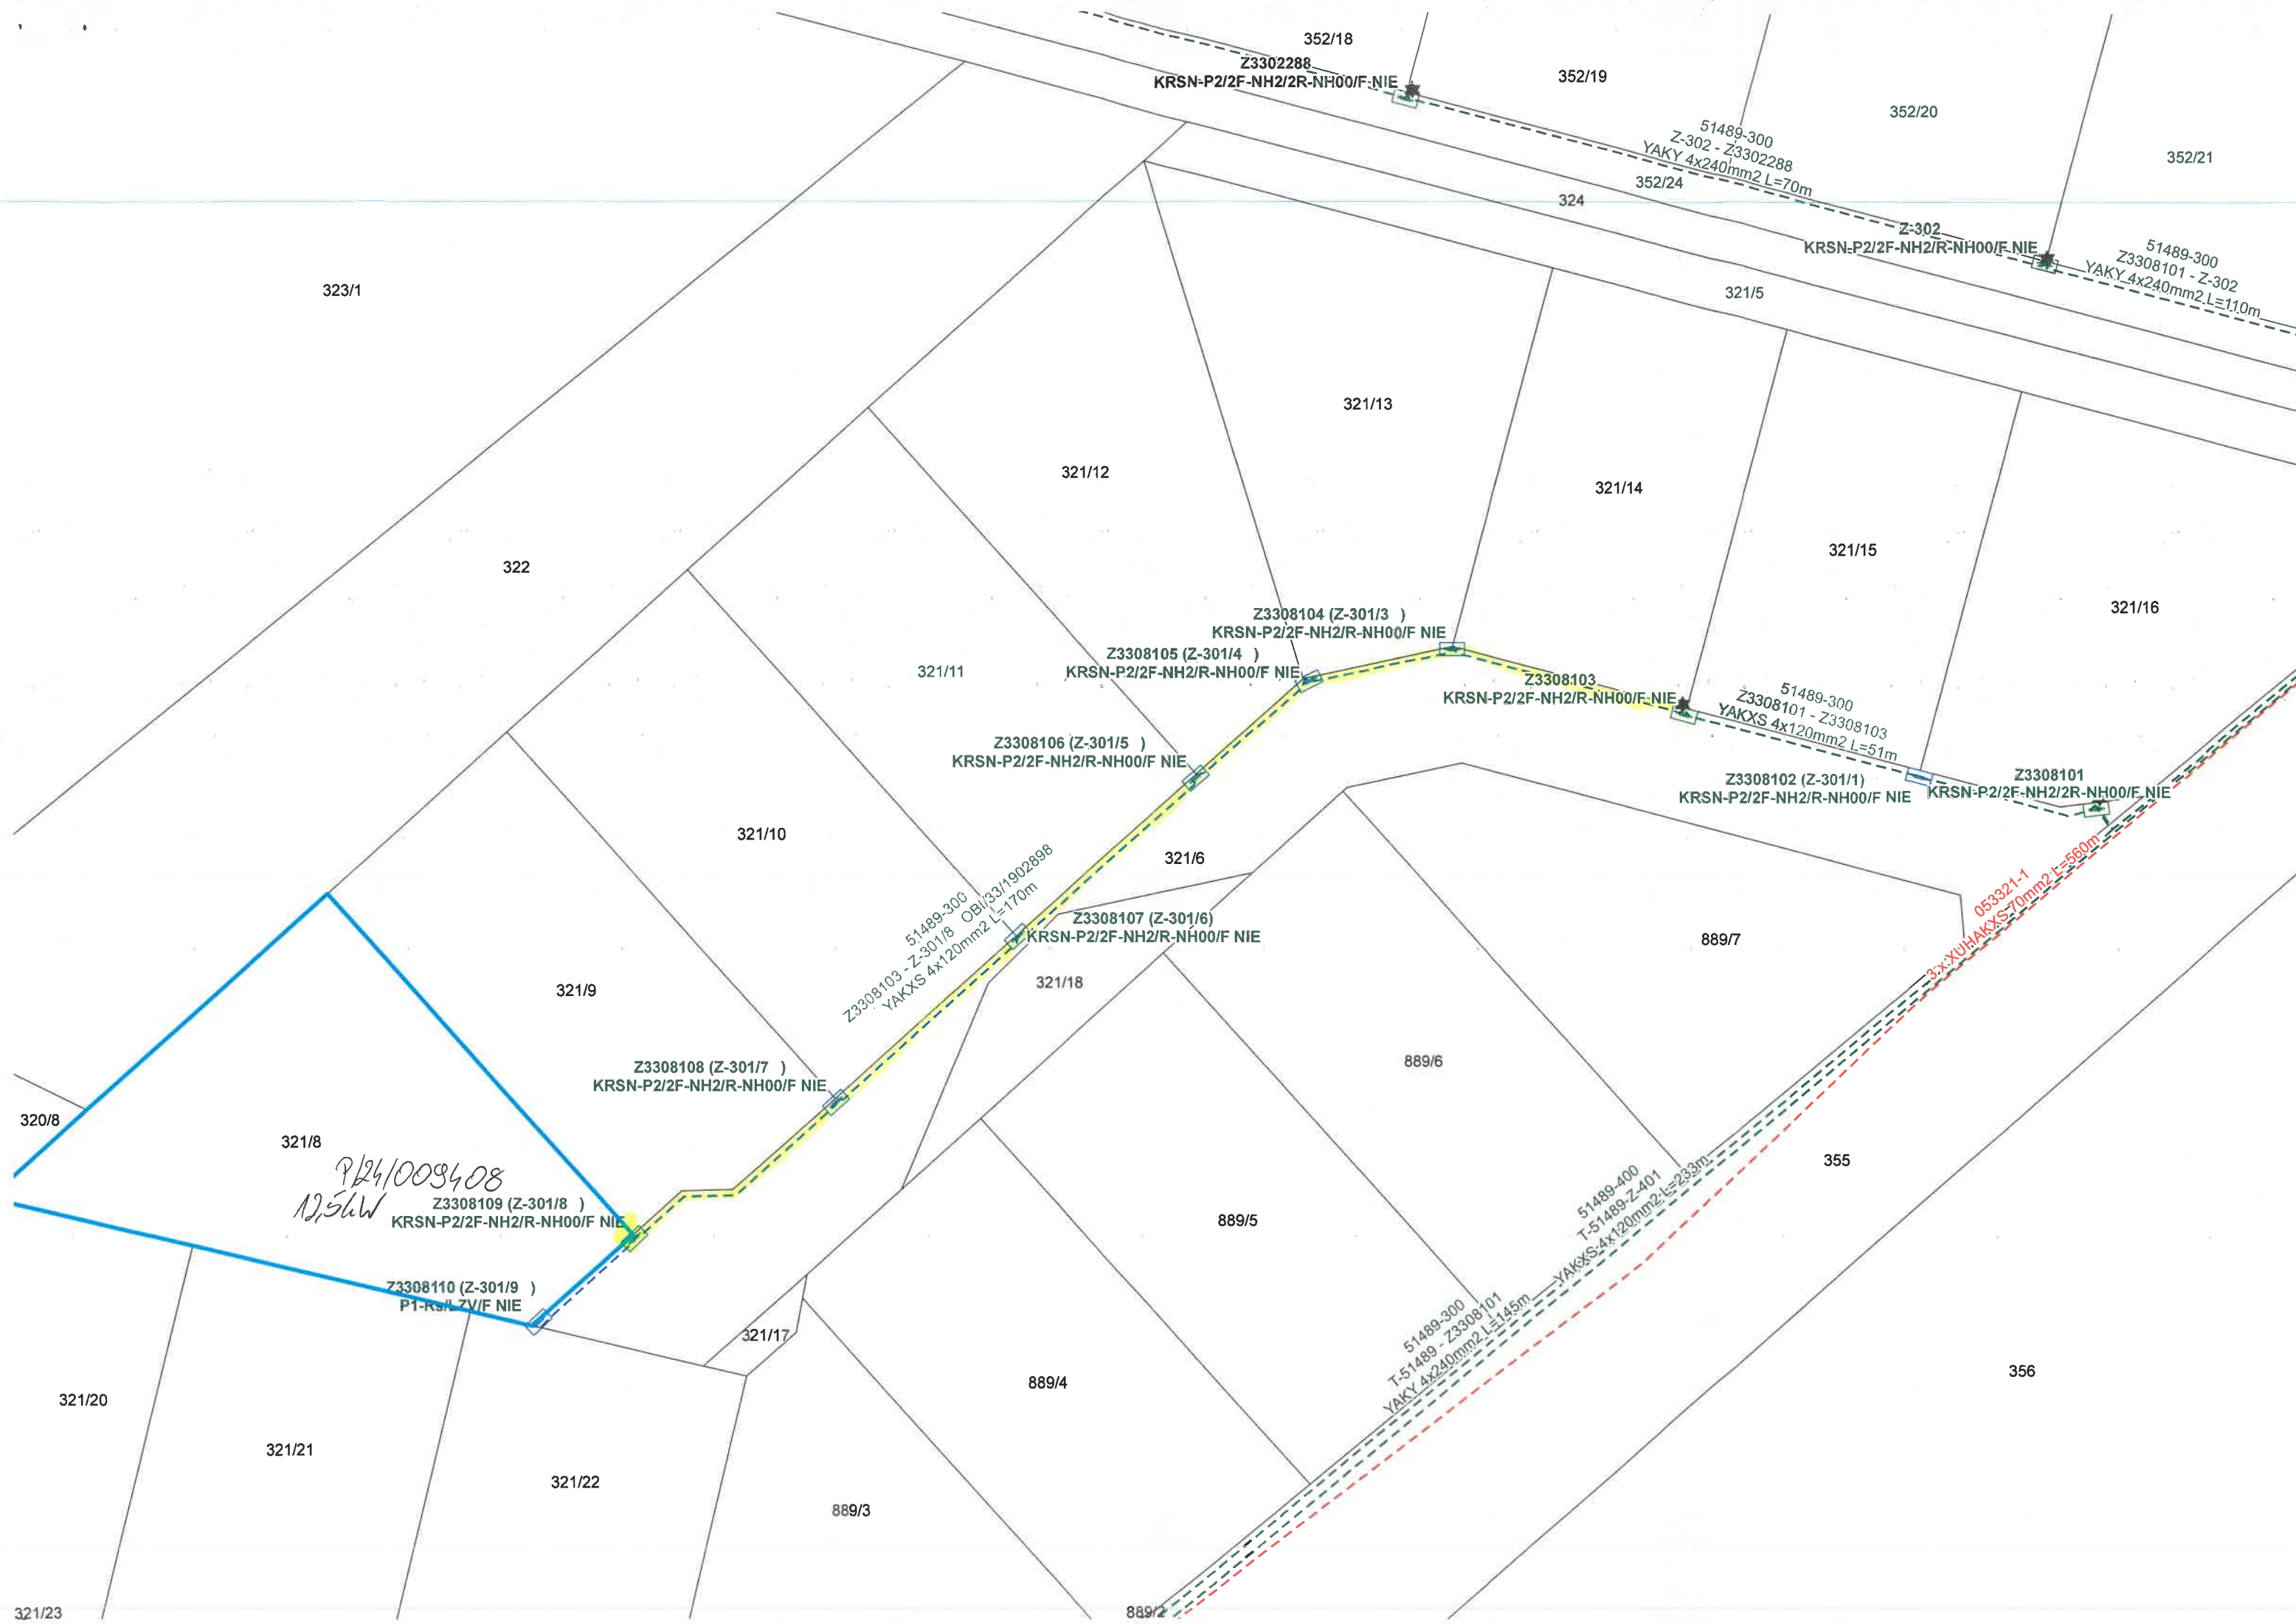 352/18
Z3302288
KRSN-P2/2F-NH2/2R-NH00/F NIE
352/19
352/20
352/21
51489-300
Z-302 - Z3302288
YAKY 4x240mm2 L=70m
352/24
324
Z-302
KRSN-P2/2F-NH2/R-NH00/F NIE
51489-300
Z3308101 - Z-302
YAKY 4x240mm2 L=110m
323/1
321/5
321/13
321/12
321/14
321/15
322
321/16
Z3308104 (Z-301/3 )
KRSN-P2/2F-NH2/R-NH00/F NIE
Z3308105 (Z-301/4 )
KRSN-P2/2F-NH2/R-NH00/F NIE
321/11
Z3308103
KRSN-P2/2F-NH2/R-NH00/F NIE
51489-300
Z3308101 - Z3308103
YAKXS 4x120mm2 L=51m
Z3308106 (Z-301/5 )
KRSN-P2/2F-NH2/R-NH00/F NIE
Z3308102 (Z-301/1)
KRSN-P2/2F-NH2/R-NH00/F NIE
Z3308101
KRSN-P2/2F-NH2/2R-NH00/F NIE
321/10
321/6
51489-300
Z3308103 - Z-301/8 OBI/33/1902898
YAKXS 4x120mm2 L=170m
053321-1
3 x XUHAKXS 70mm2 L=560m
Z3308107 (Z-301/6)
KRSN-P2/2F-NH2/R-NH00/F NIE
889/7
321/9
321/18
889/6
Z3308108 (Z-301/7 )
KRSN-P2/2F-NH2/R-NH00/F NIE
320/8
321/8
355
P/24/009408
12,5kW
Z3308109 (Z-301/8 )
KRSN-P2/2F-NH2/R-NH00/F NIE
889/5
51489-400
T-51489-Z-401
YAKXS 4x120mm2 L=233m
Z3308110 (Z-301/9 )
P1-Rs/LZV/F NIE
321/17
51489-300
T-51489 - Z3308101
YAKY 4x240mm2 L=145m
889/4
356
321/20
321/21
321/22
889/3
321/23
889/2